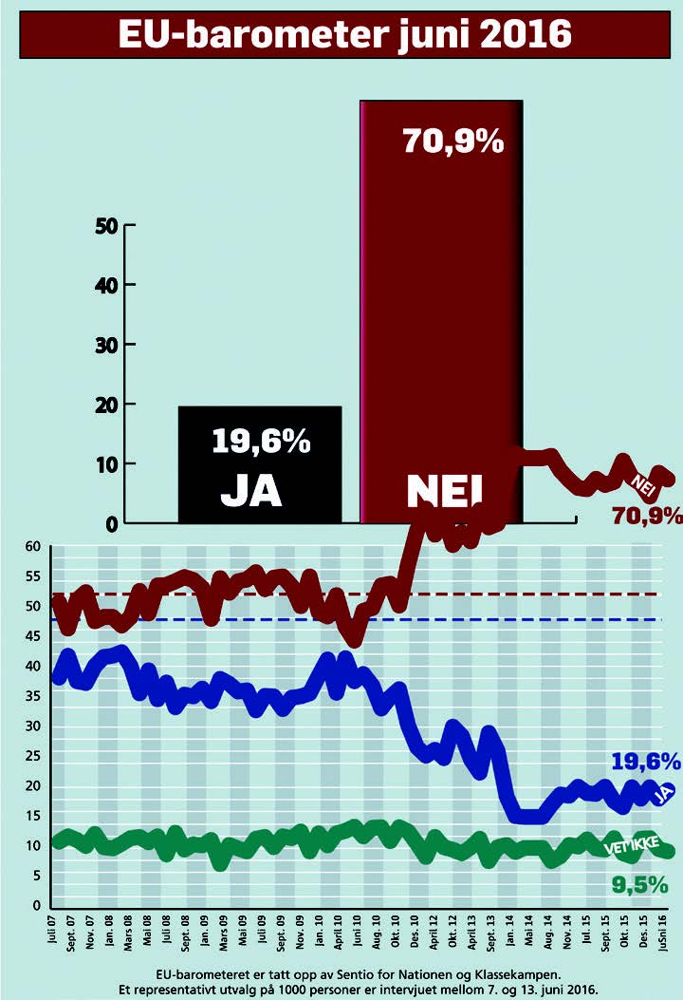 EU-barometer juni 2016
70,9%
50
40
30
20
10
0
19,6%
JA
NEI
NEI
70,9%
60
55
50
45
40
35
30
25
20
15
10
5
0
19,6%
JA
VET IKKE
9,5%
Juli 07
Sept. 07
Nov. 07
Jan. 08
Mars 08
Mai 08
Juli 08
Sept. 08
Jan. 09
Mars 09
Mai 09
Juli 09
Sept. 09
Nov. 09
Jan. 10
April 10
Juni 10
Aug. 10
Okt. 10
Des. 10
April 12
Okt. 12
April 13
Sept. 13
Jan. 14
Mai 14
Aug. 14
Nov. 14
Jul. 15
Sept. 15
Okt. 15
Des. 15
EU-barometeret er tatt opp av Sentio for Nationen og Klassekampen.
Et representativt utvalg på 1000 personer er intervjuet mellom 7. og 13. juni 2016.